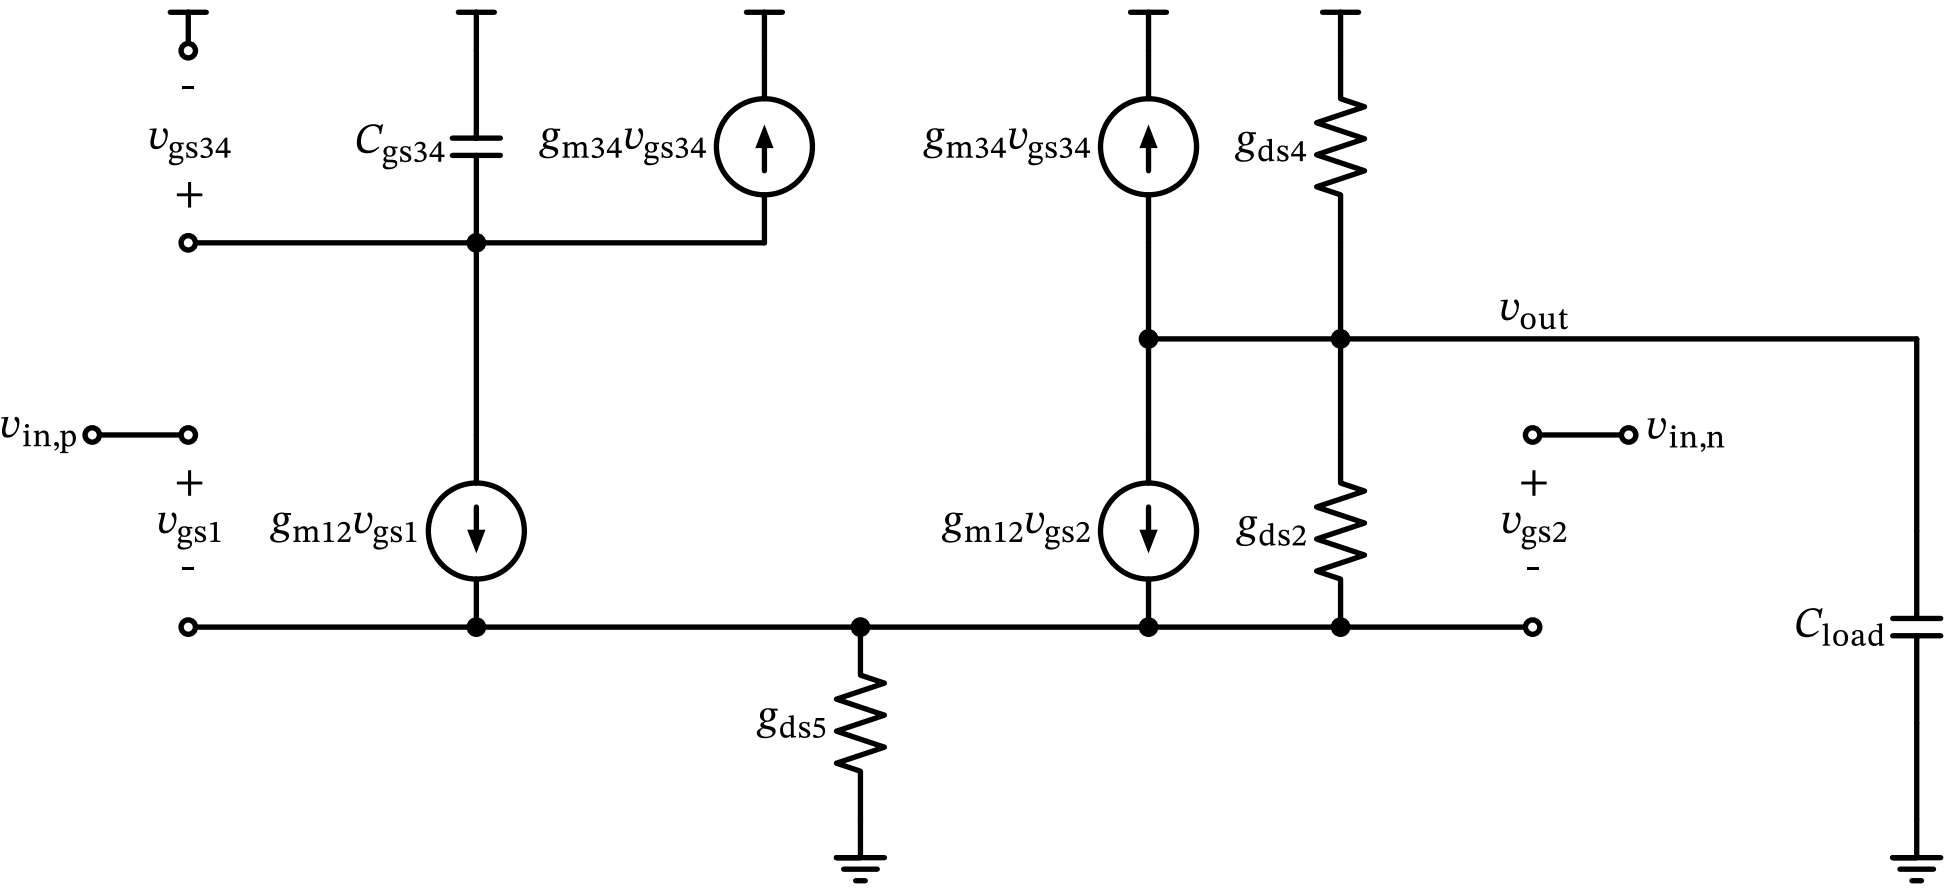 -
v_gs34
+
C_gs34
g_m34 v_gs34
g_m34 v_gs34
g_ds4
v_out
v_in,p
+
v_gs1
-
g_m12 v_gs1
g_m12 v_gs2
g_ds2
+
v_gs2
-
v_in,n
g_ds5
C_load